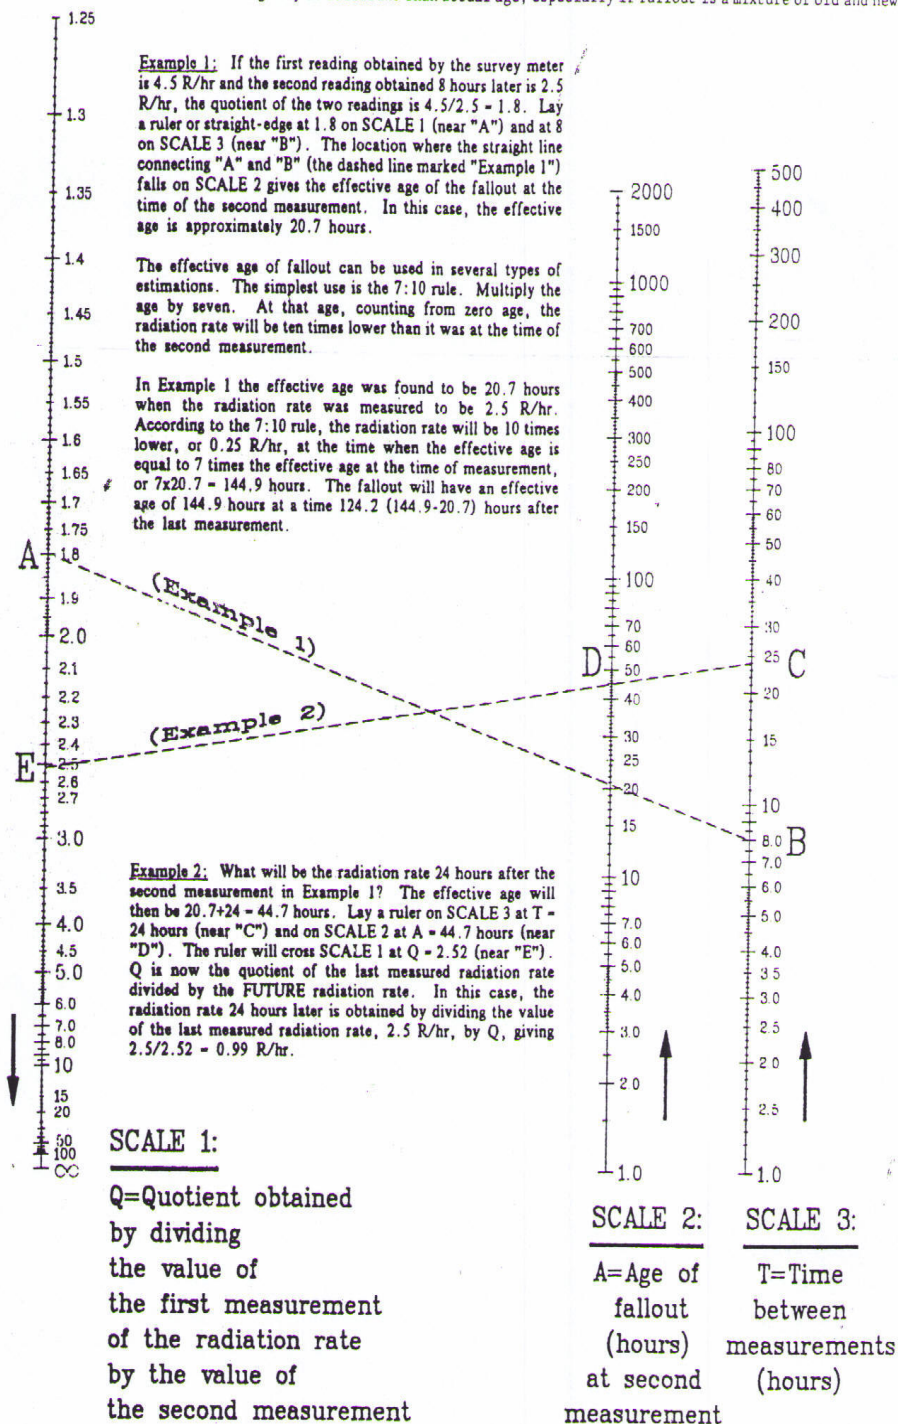 than actual age, especially if fallout is a mixture of old and new
1.25
1.3
1.35
1.4
1.45
1.5
1.55
1.6
1.65
1.7
1.75
A
1.8
1.9
2.0
2.1
2.2
2.3
2.4
E
2.5
2.6
2.7
3.0
3.5
4.0
4.5
5.0
6.0
7.0
8.0
10
15
20
50
100
∞
Example 1: If the first reading obtained by the survey meter
is 4.5 R/hr and the second reading obtained 8 hours later is 2.5
R/hr, the quotient of the two readings is 4.5/2.5 = 1.8. Lay
a ruler or straight-edge at 1.8 on SCALE 1 (near "A") and at 8
on SCALE 3 (near "B"). The location where the straight line
connecting "A" and "B" (the dashed line marked "Example 1")
falls on SCALE 2 gives the effective age of the fallout at the
time of the second measurement. In this case, the effective
age is approximately 20.7 hours.
The effective age of fallout can be used in several types of
estimations. The simplest use is the 7:10 rule. Multiply the
age by seven. At that age, counting from zero age, the
radiation rate will be ten times lower than it was at the time of
the second measurement.
In Example 1 the effective age was found to be 20.7 hours
when the radiation rate was measured to be 2.5 R/hr.
According to the 7:10 rule, the radiation rate will be 10 times
lower, or 0.25 R/hr, at the time when the effective age is
equal to 7 times the effective age at the time of measurement,
or 7x20.7 = 144.9 hours. The fallout will have an effective
age of 144.9 hours at a time 124.2 (144.9-20.7) hours after
the last measurement.
(Example 1)
(Example 2)
Example 2: What will be the radiation rate 24 hours after the
second measurement in Example 1? The effective age will
then be 20.7+24 = 44.7 hours. Lay a ruler on SCALE 3 at T =
24 hours (near "C") and on SCALE 2 at A = 44.7 hours (near
"D"). The ruler will cross SCALE 1 at Q = 2.52 (near "E").
Q is now the quotient of the last measured radiation rate
divided by the FUTURE radiation rate. In this case, the
radiation rate 24 hours later is obtained by dividing the value
of the last measured radiation rate, 2.5 R/hr, by Q, giving
2.5/2.52 = 0.99 R/hr.
2000
1500
1000
700
600
500
400
300
250
200
150
100
70
60
D
50
40
30
25
20
15
10
7.0
6.0
5.0
4.0
3.0
2.0
1.0
500
400
300
200
150
100
80
70
60
50
40
30
25
C
20
15
10
8.0
B
7.0
6.0
5.0
4.0
3.5
3.0
2.5
2.0
2.5
1.0
SCALE 1:
Q=Quotient obtained
by dividing
the value of
the first measurement
of the radiation rate
by the value of
the second measurement
SCALE 2:
A=Age of
fallout
(hours)
at second
measurement
SCALE 3:
T=Time
between
measurements
(hours)